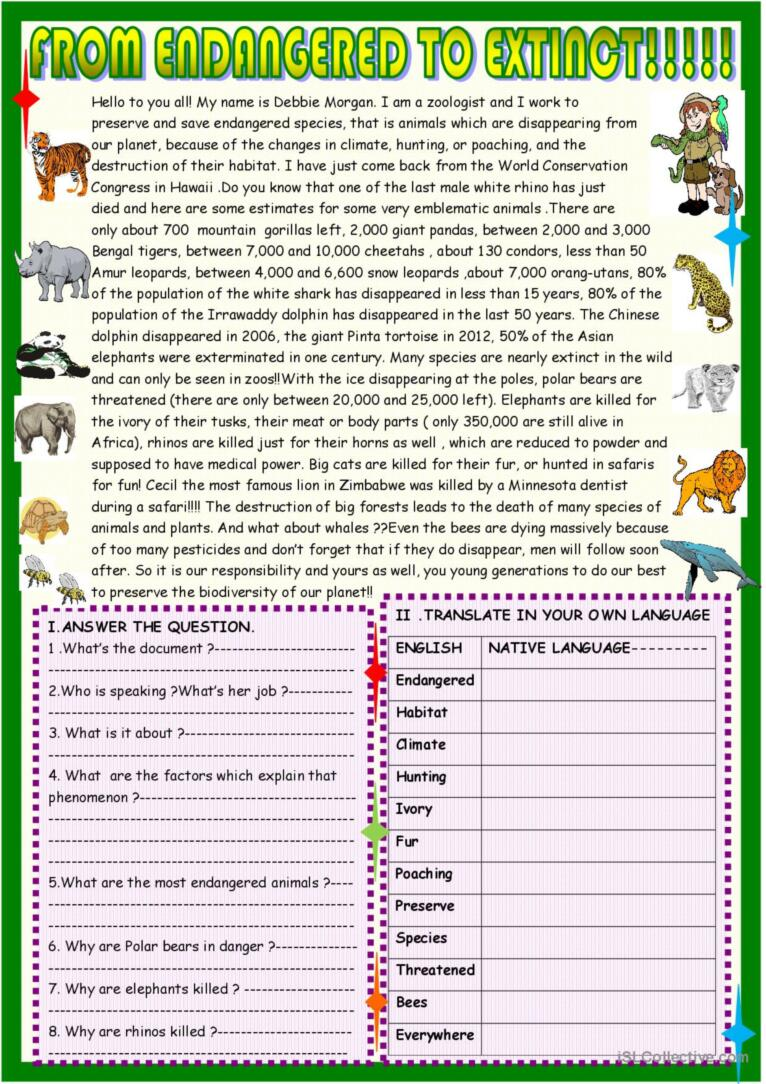 FROM ENDANGERED TO EXTINCT!!!!!
Hello to you all! My name is Debbie Morgan. I am a zoologist and I work to
preserve and save endangered species, that is animals which are disappearing from
our planet, because of the changes in climate, hunting, or poaching, and the
destruction of their habitat. I have just come back from the World Conservation
Congress in Hawaii .Do you know that one of the last male white rhino has just
died and here are some estimates for some very emblematic animals .There are
only about 700 mountain gorillas left, 2,000 giant pandas, between 2,000 and 3,000
Bengal tigers, between 7,000 and 10,000 cheetahs , about 130 condors, less than 50
Amur leopards, between 4,000 and 6,600 snow leopards ,about 7,000 orang-utans, 80%
of the population of the white shark has disappeared in less than 15 years, 80% of the
population of the Irrawaddy dolphin has disappeared in the last 50 years. The Chinese
dolphin disappeared in 2006, the giant Pinta tortoise in 2012, 50% of the Asian
elephants were exterminated in one century. Many species are nearly extinct in the wild
and can only be seen in zoos!!With the ice disappearing at the poles, polar bears are
threatened (there are only between 20,000 and 25,000 left). Elephants are killed for
the ivory of their tusks, their meat or body parts ( only 350,000 are still alive in
Africa), rhinos are killed just for their horns as well , which are reduced to powder and
supposed to have medical power. Big cats are killed for their fur, or hunted in safaris
for fun! Cecil the most famous lion in Zimbabwe was killed by a Minnesota dentist
during a safari!!!! The destruction of big forests leads to the death of many species of
animals and plants. And what about whales ??Even the bees are dying massively because
of too many pesticides and don't forget that if they do disappear, men will follow soon
after. So it is our responsibility and yours as well, you young generations to do our best
to preserve the biodiversity of our planet!!
I.ANSWER THE QUESTION.
1 .What's the document ?------------------------
----------------------------------------------------
2.Who is speaking ?What's her job ?-----------
----------------------------------------------------
3. What is it about ?-----------------------------
----------------------------------------------------
4. What are the factors which explain that
phenomenon ?-------------------------------------
----------------------------------------------------
----------------------------------------------------
----------------------------------------------------
5.What are the most endangered animals ?----
----------------------------------------------------
----------------------------------------------------
6. Why are Polar bears in danger ?--------------
----------------------------------------------------
7. Why are elephants killed ? -------------------
----------------------------------------------------
8. Why are rhinos killed ?-----------------------
----------------------------------------------------
II .TRANSLATE IN YOUR OWN LANGUAGE
ENGLISH NATIVE LANGUAGE---------
Endangered
Habitat
Climate
Hunting
Ivory
Fur
Poaching
Preserve
Species
Threatened
Bees
Everywhere
iSLCollective.com